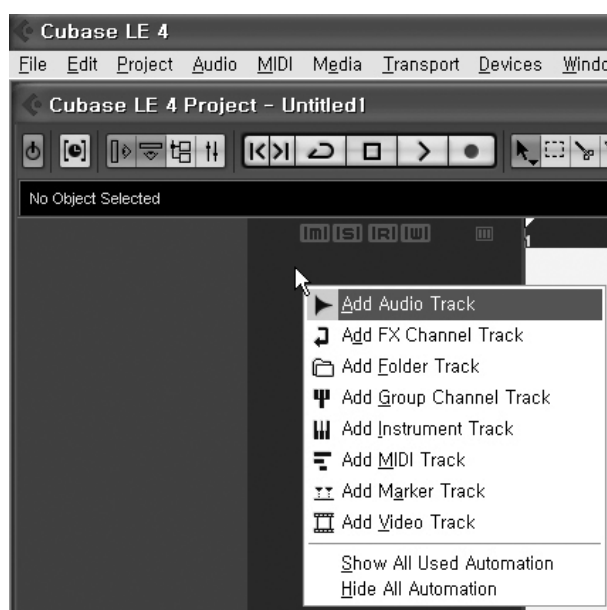 Cubase LE 4
File Edit Project Audio MIDI Media Transport Devices
Cubase LE 4 Project - Untitled1
No Object Selected
m S R W
1
Add Audio Track
Add FX Channel Track
Add Folder Track
Add Group Channel Track
Add Instrument Track
Add MIDI Track
Add Marker Track
Add Video Track
Show All Used Automation
Hide All Automation